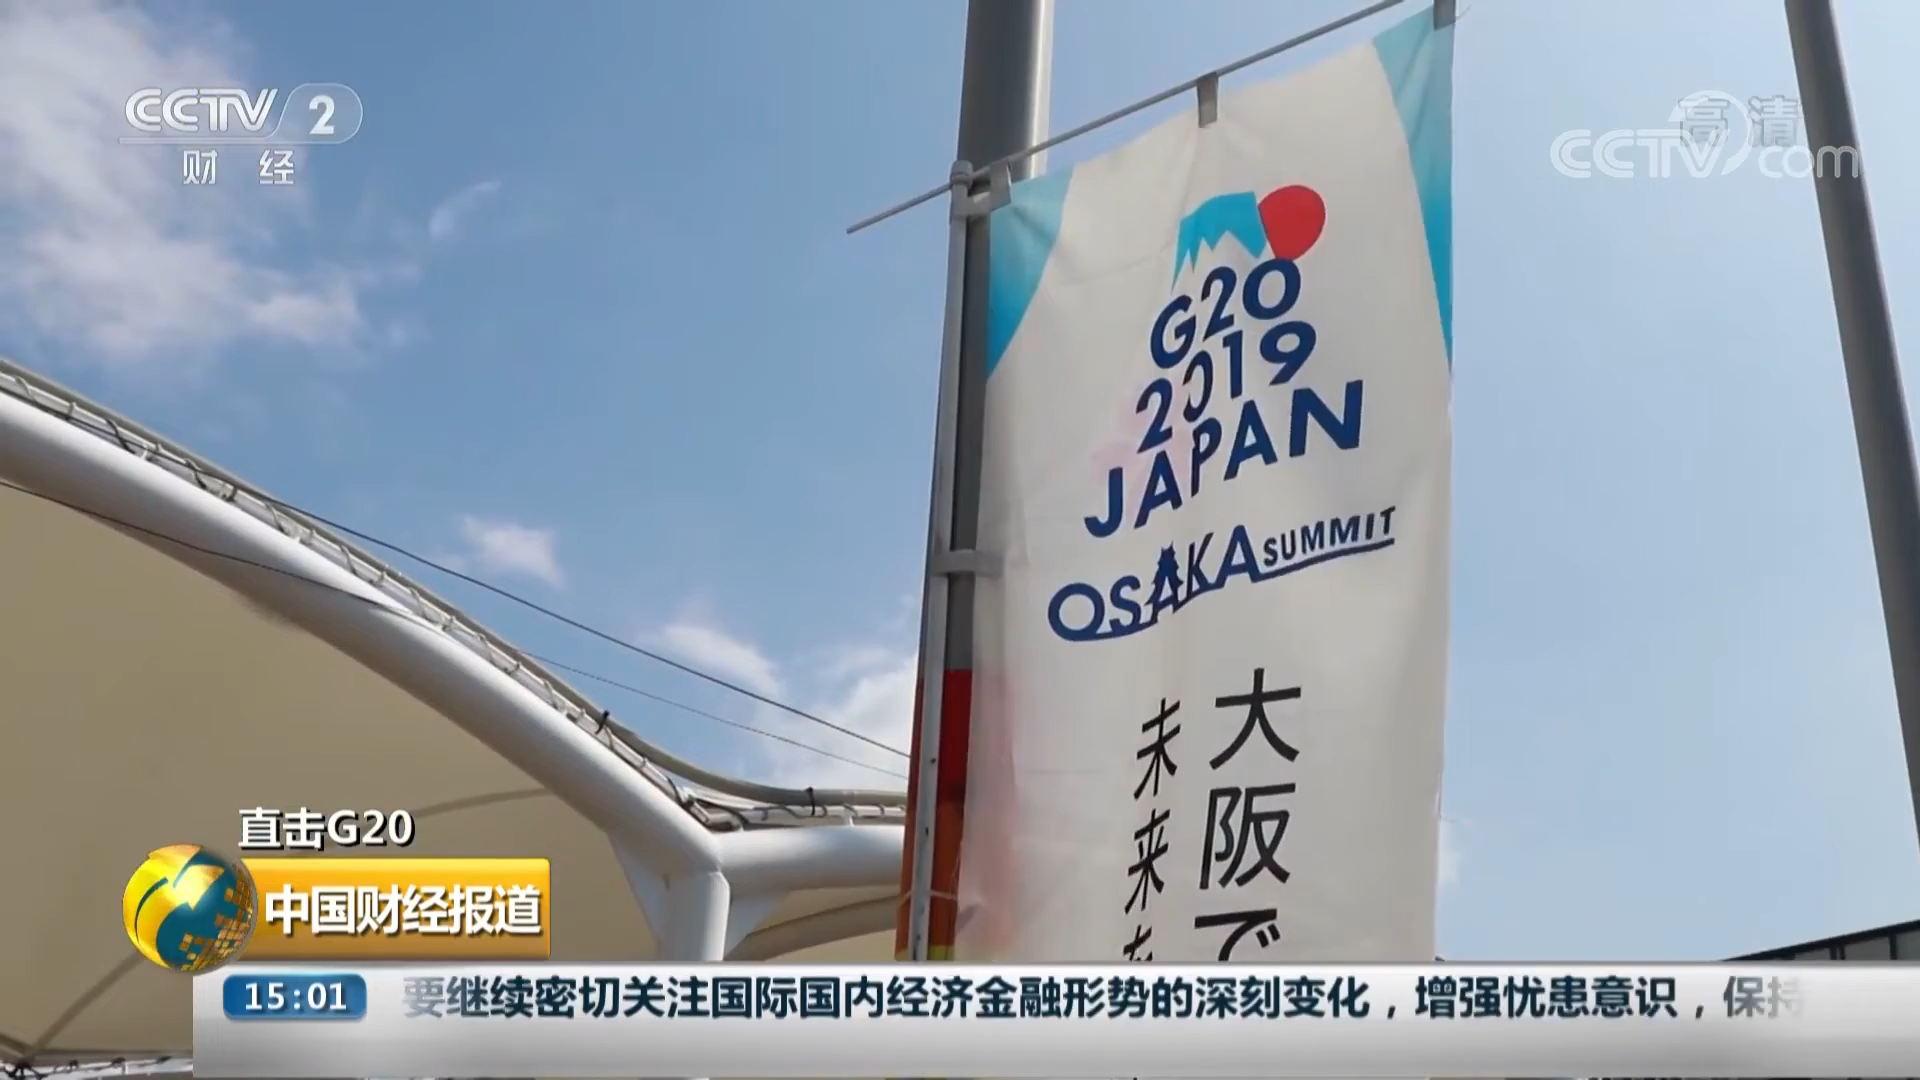 CCTV 2
财 经
高清
CCTV.com
G20
2019
JAPAN
OSAKA SUMMIT
大阪で
未来を
直击G20
中国财经报道
15:01
要继续密切关注国际国内经济金融形势的深刻变化，增强忧患意识，保持